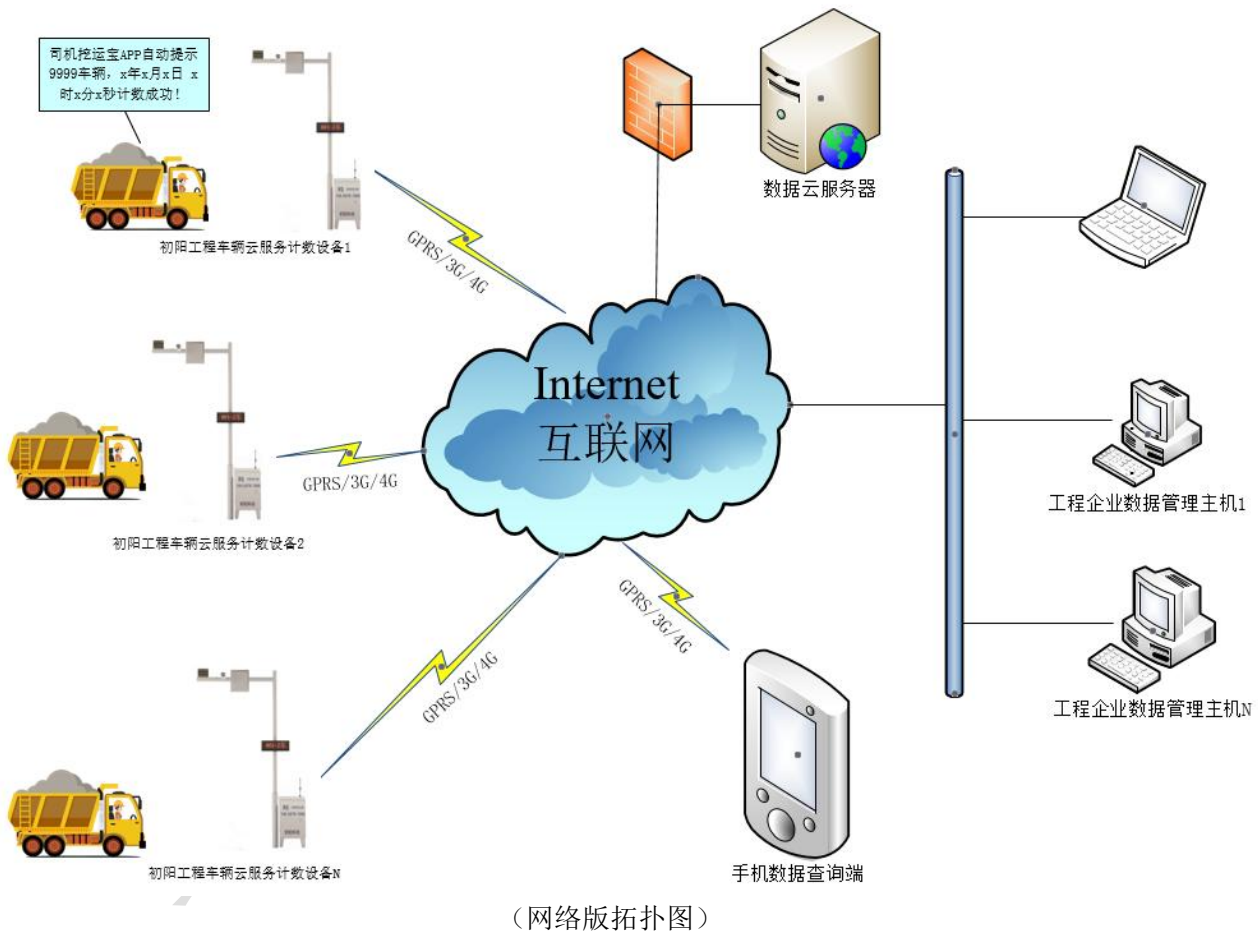 司机挖运宝APP自动提示
9999车辆，x年x月x日 x
时x分x秒计数成功！
初阳工程车辆云服务计数设备1
GPRS/3G/4G
数据云服务器
Internet
互联网
GPRS/3G/4G
初阳工程车辆云服务计数设备2
工程企业数据管理主机1
GPRS/3G/4G
GPRS/3G/4G
工程企业数据管理主机N
初阳工程车辆云服务计数设备N
手机数据查询端
（网络版拓扑图）